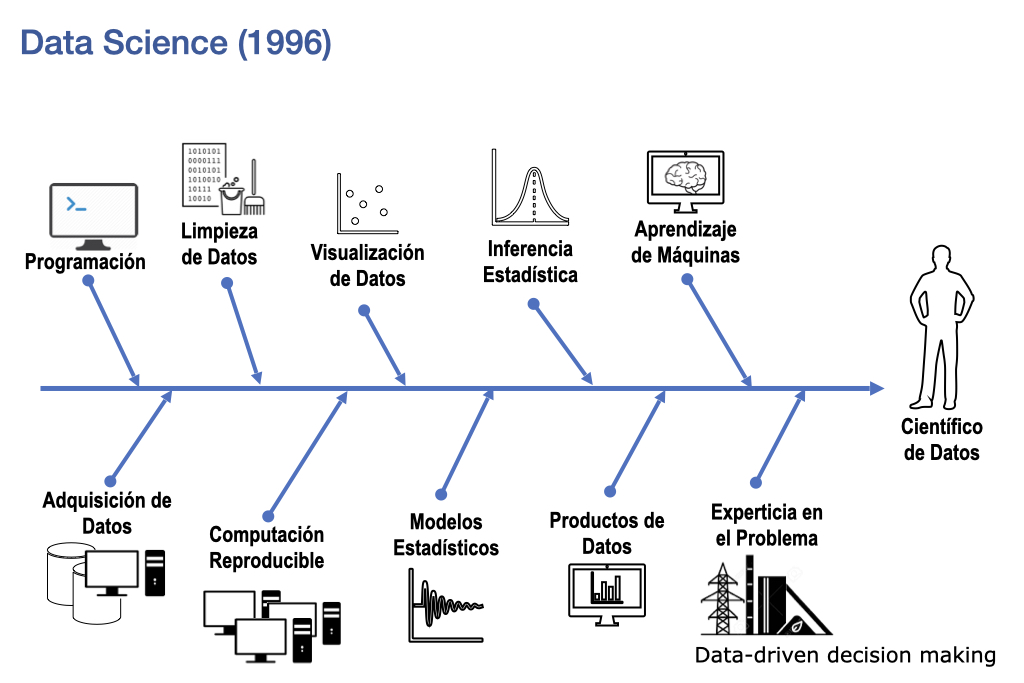 Data Science (1996)
1010101
0000111
0010101
1010010
10111
10010
>_
Programación
Limpieza
de Datos
Visualización
de Datos
Inferencia
Estadística
Aprendizaje
de Máquinas
Científico
de Datos
Adquisición de
Datos
Computación
Reproducible
Modelos
Estadísticos
Productos de
Datos
Experticia en
el Problema
Data-driven decision making